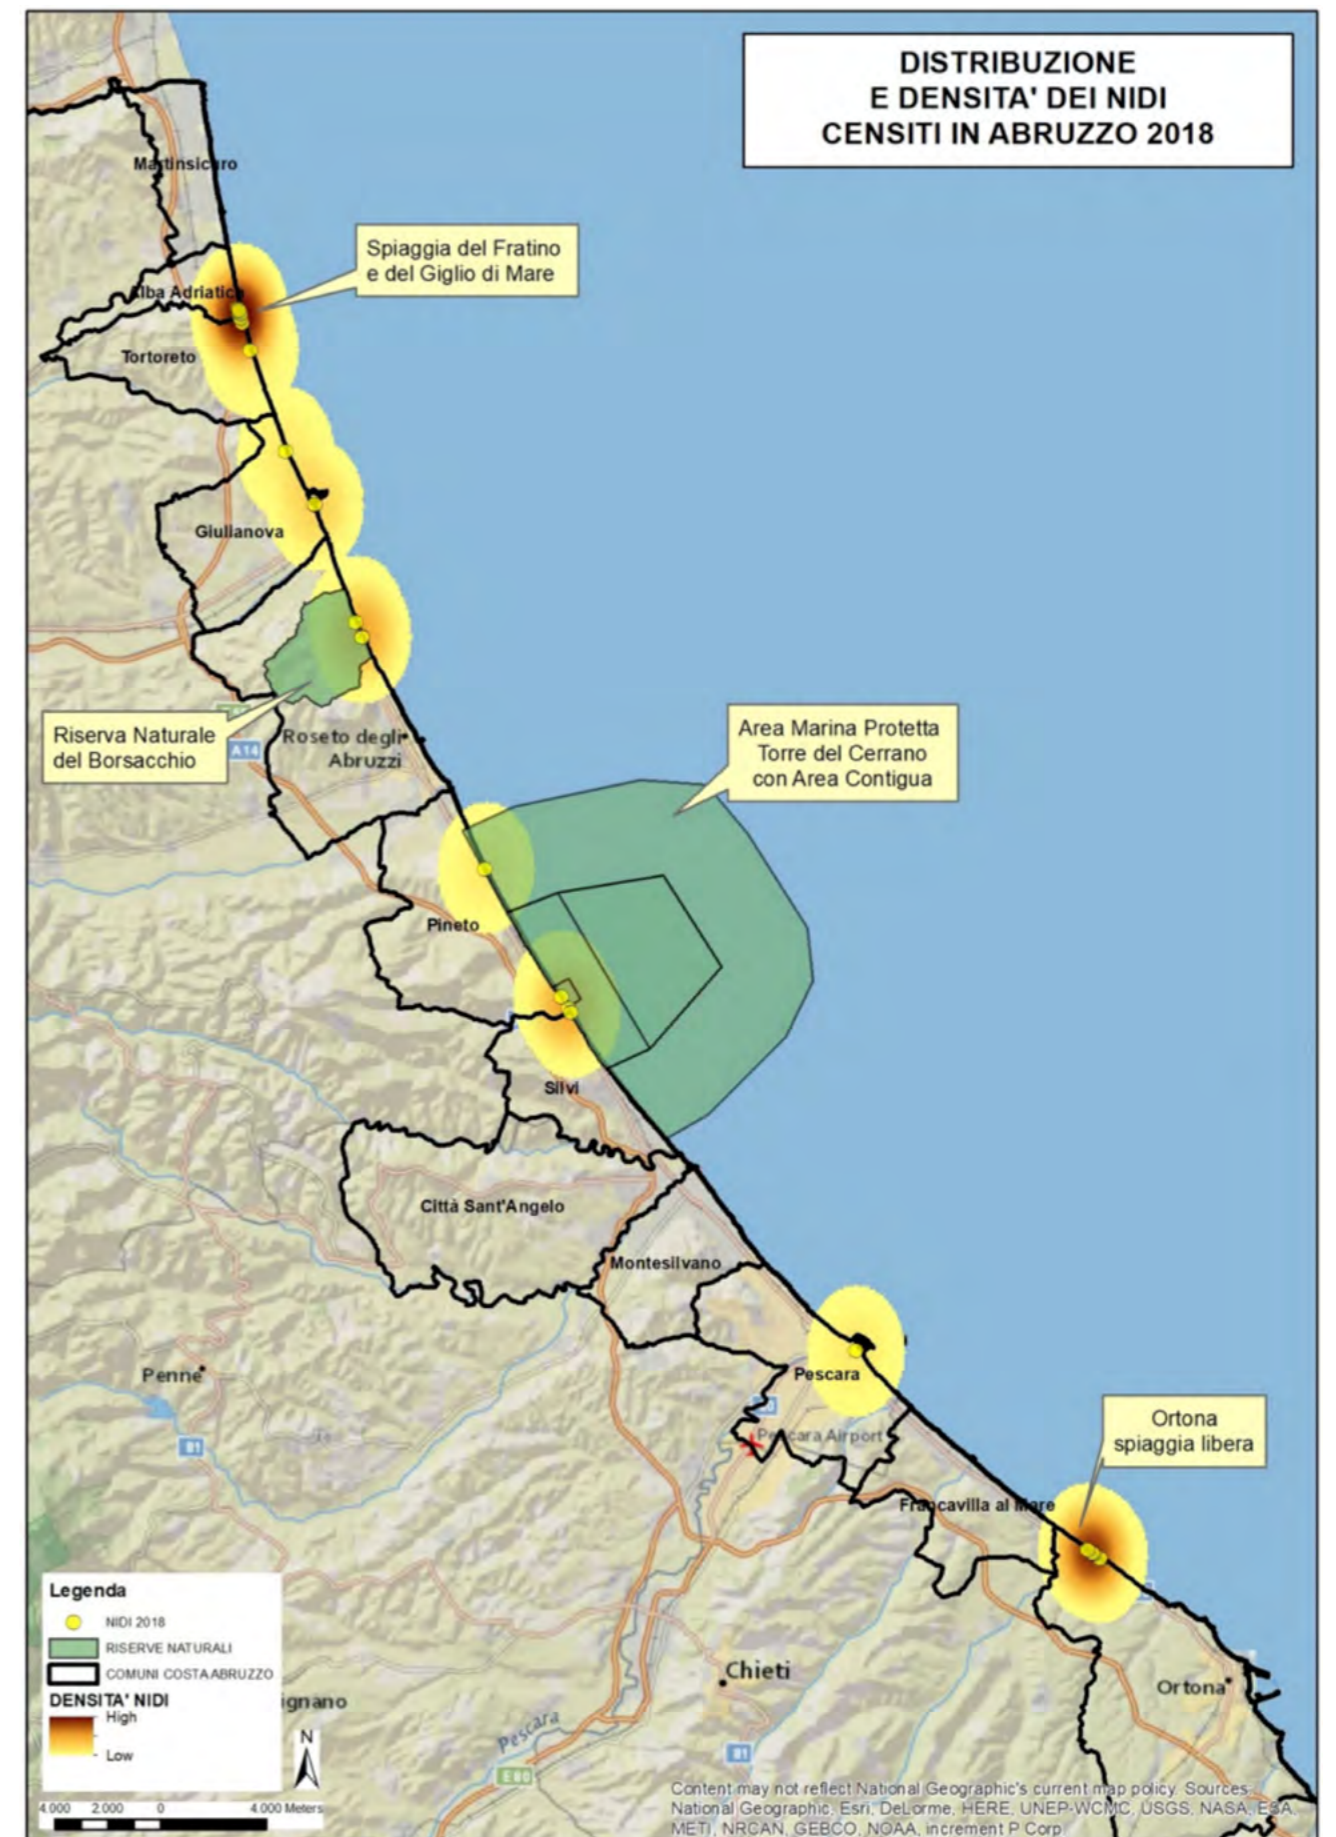 DISTRIBUZIONE
E DENSITA' DEI NIDI
CENSITI IN ABRUZZO 2018
Martinsicuro
Spiaggia del Fratino
e del Giglio di Mare
Alba Adriatica
Tortoreto
Giulianova
Riserva Naturale
del Borsacchio
A14
Roseto degli
Abruzzi
Area Marina Protetta
Torre del Cerrano
con Area Contigua
Pineto
Silvi
Città Sant'Angelo
Montesilvano
Penne
Pescara
81
Pescara Airport
Ortona
spiaggia libera
Francavilla al Mare
Legenda
NIDI 2018
RISERVE NATURALI
COMUNI COSTA ABRUZZO
DENSITA' NIDI
High
Low
ignano
N
Chieti
Ortona
Pescara
81
E80
4.000 2.000 0 4.000 Meters
Content may not reflect National Geographic's current map policy. Sources:
National Geographic, Esri, DeLorme, HERE, UNEP-WCMC, USGS, NASA, ESA,
METI, NRCAN, GEBCO, NOAA, increment P Corp.